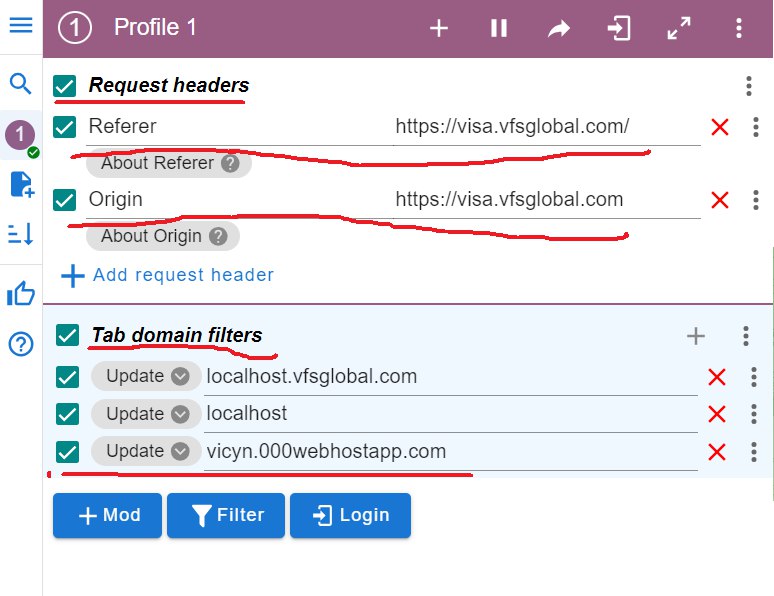 1 Profile 1
Request headers
1
Referer https://visa.vfsglobal.com/
About Referer ?
Origin https://visa.vfsglobal.com
About Origin ?
+ Add request header
Tab domain filters
Update localhost.vfsglobal.com
Update localhost
Update vicyn.000webhostapp.com
+ Mod Filter Login